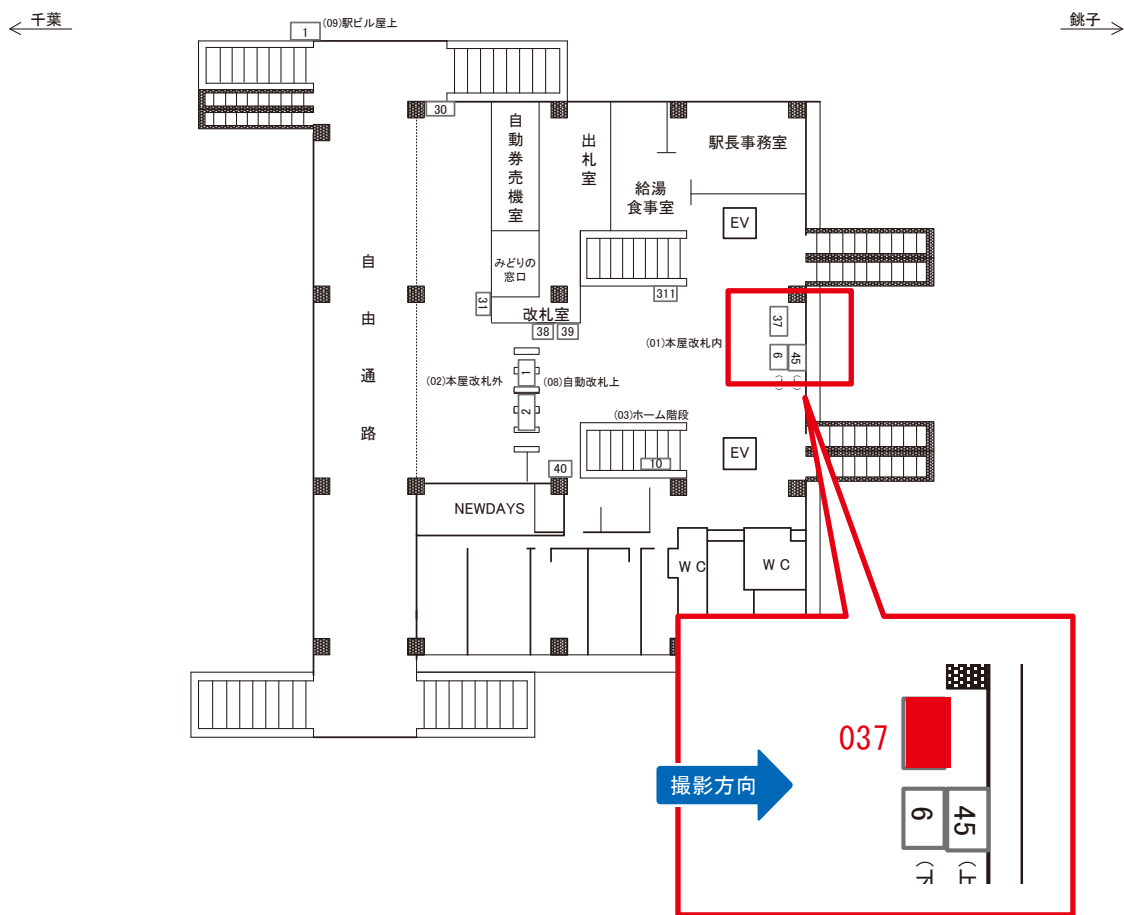 千葉
銚子
1
(09)駅ビル屋上
30
自動券売機室
出札室
駅長事務室
給湯
食事室
EV
みどりの
窓口
自由通路
31
311
改札室
38
39
37
(01)本屋改札内
6
45
(02)本屋改札外
1
(08)自動改札上
2
(03)ホーム階段
10
EV
40
NEWDAYS
WC
WC
037
撮影方向
6
45
(下
(上